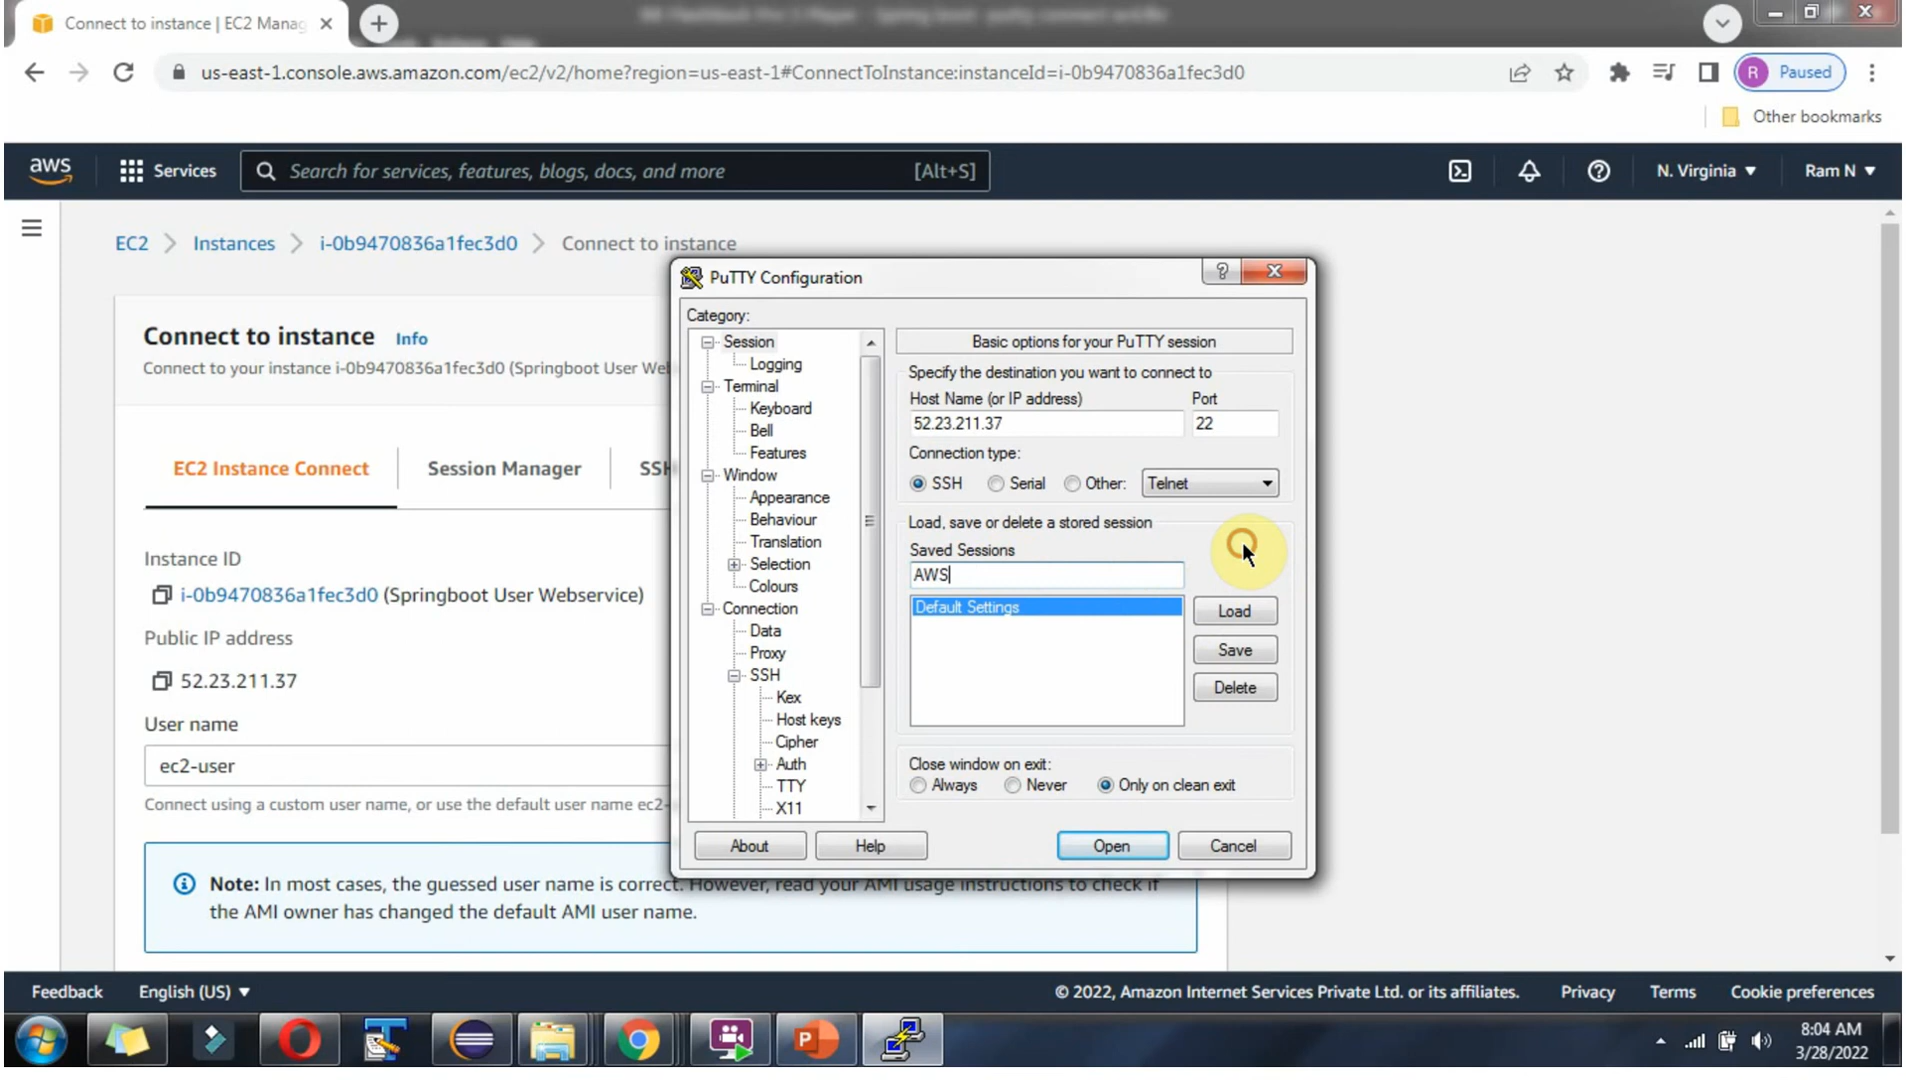 Connect to instance | EC2 Manag
us-east-1.console.aws.amazon.com/ec2/v2/home?region=us-east-1#ConnectToInstance:instanceId=i-0b9470836a1fec3d0
R Paused
Other bookmarks
aws Services Search for services, features, blogs, docs, and more [Alt+S] N. Virginia Ram N
EC2 Instances i-0b9470836a1fec3d0 Connect to instance
Connect to instance Info
Connect to your instance i-0b9470836a1fec3d0 (Springboot User We
EC2 Instance Connect Session Manager SSH
Instance ID
i-0b9470836a1fec3d0 (Springboot User Webservice)
Public IP address
52.23.211.37
User name
ec2-user
Connect using a custom user name, or use the default user name ec2-
Note: In most cases, the guessed user name is correct. However, read your AMI usage instructions to check if
the AMI owner has changed the default AMI user name.
PuTTY Configuration
Category:
Session
Logging
Terminal
Keyboard
Bell
Features
Window
Appearance
Behaviour
Translation
Selection
Colours
Connection
Data
Proxy
SSH
Kex
Host keys
Cipher
Auth
TTY
X11
Basic options for your PuTTY session
Specify the destination you want to connect to
Host Name (or IP address) Port
52.23.211.37 22
Connection type:
SSH Serial Other: Telnet
Load, save or delete a stored session
Saved Sessions
AWS
Default Settings
Load
Save
Delete
Close window on exit:
Always Never Only on clean exit
About Help Open Cancel
Feedback English (US) © 2022, Amazon Internet Services Private Ltd. or its affiliates. Privacy Terms Cookie preferences
8:04 AM
3/28/2022